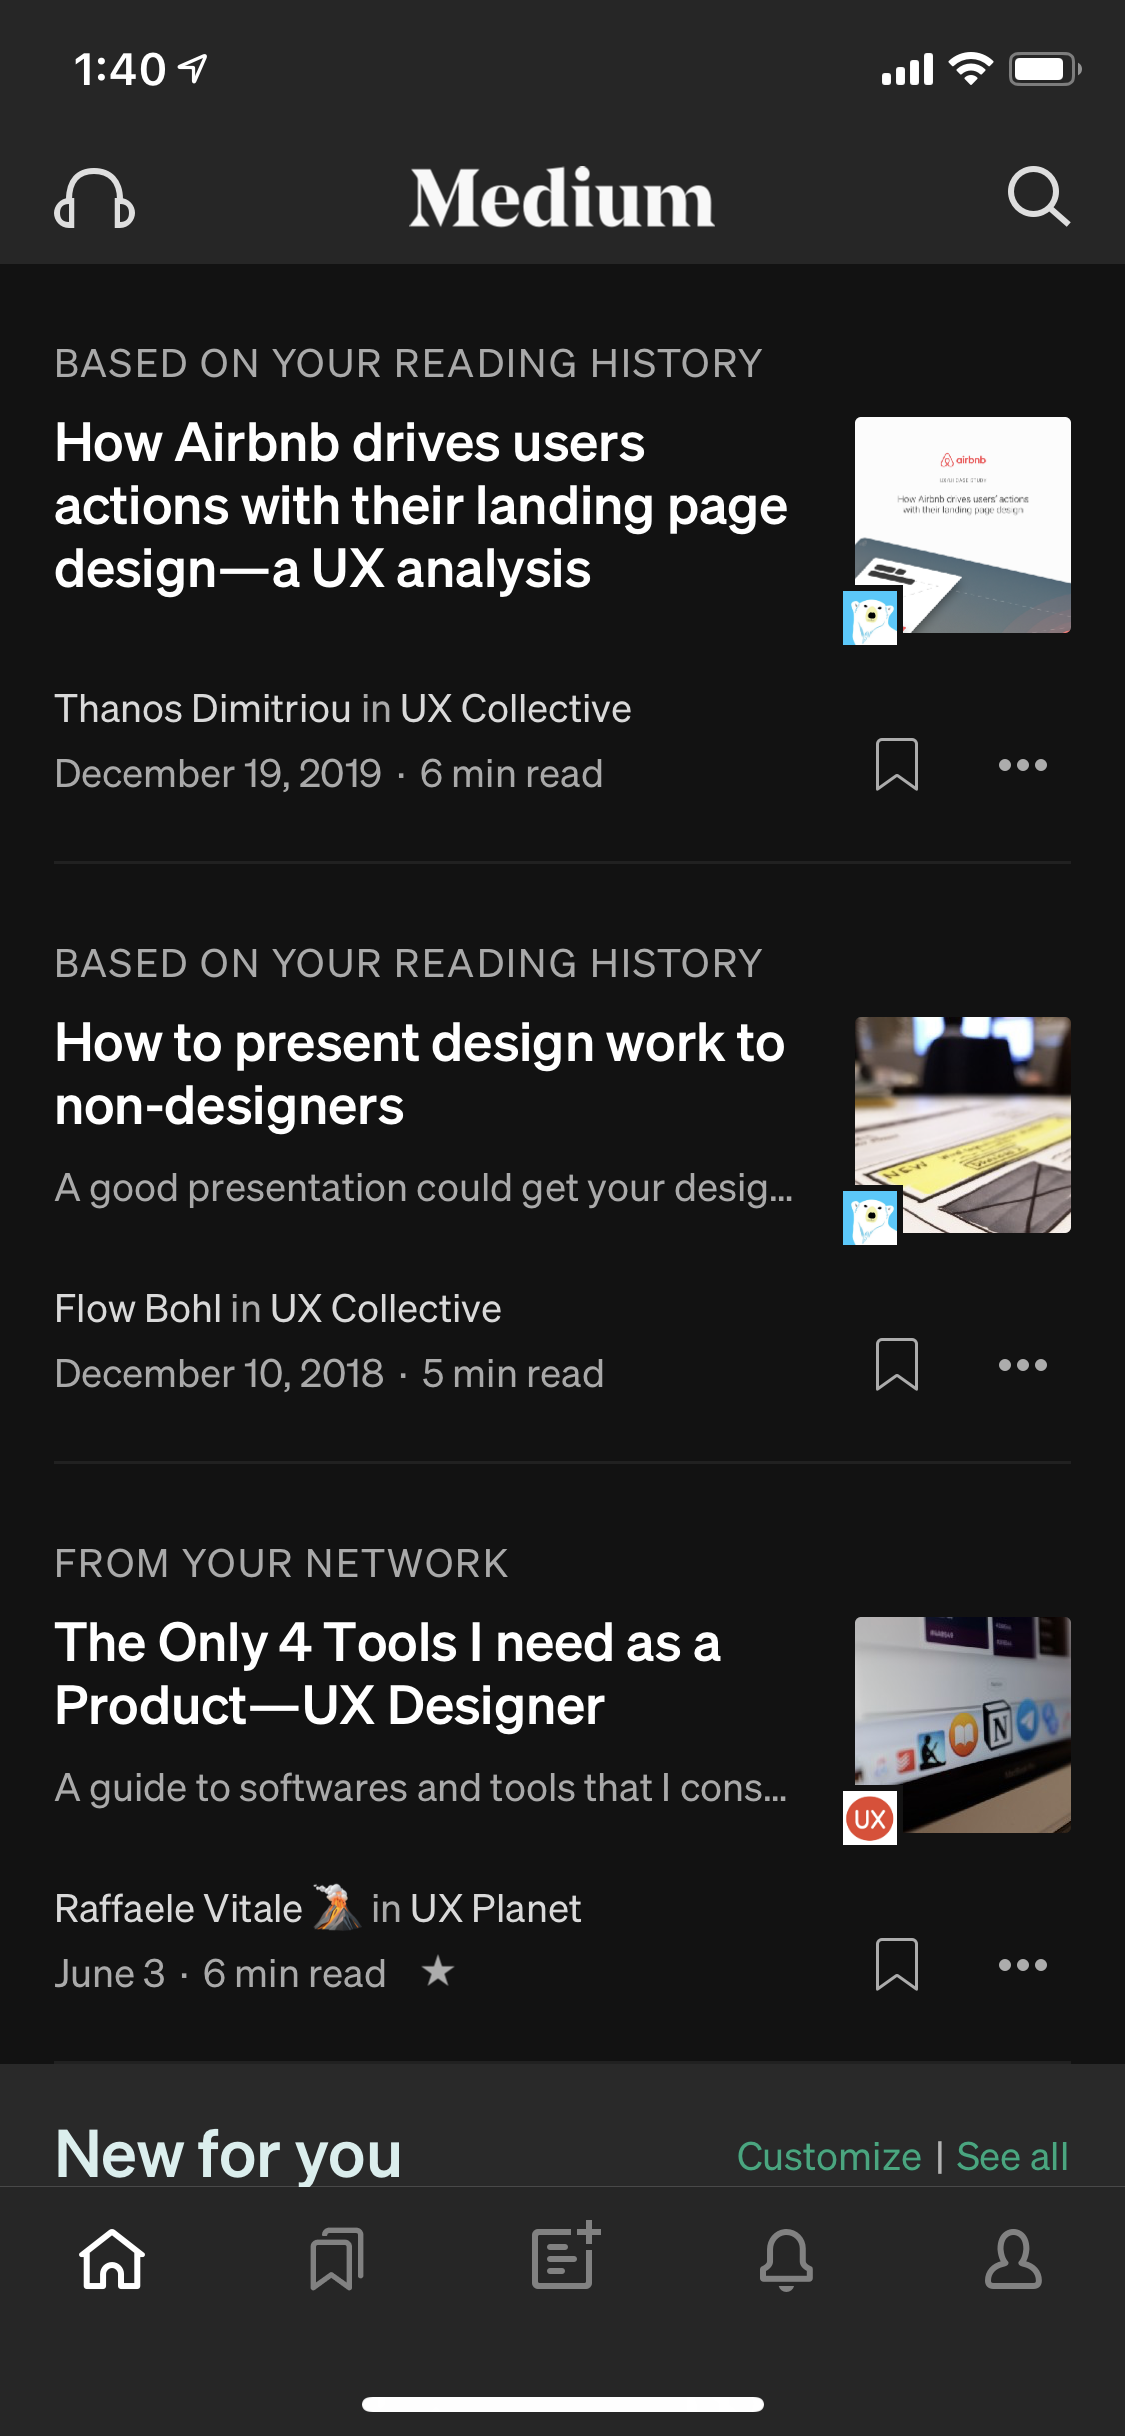 1:40
Medium
BASED ON YOUR READING HISTORY
How Airbnb drives users
actions with their landing page
design—a UX analysis
airbnb
UX/UI CASE STUDY
How Airbnb drives users' actions
with their landing page design
Thanos Dimitriou in UX Collective
December 19, 2019 · 6 min read
BASED ON YOUR READING HISTORY
How to present design work to
non-designers
A good presentation could get your desig...
NEW
Flow Bohl in UX Collective
December 10, 2018 · 5 min read
FROM YOUR NETWORK
The Only 4 Tools I need as a
Product—UX Designer
A guide to softwares and tools that I cons...
N
UX
Raffaele Vitale 🌋 in UX Planet
June 3 · 6 min read ★
New for you
Customize | See all